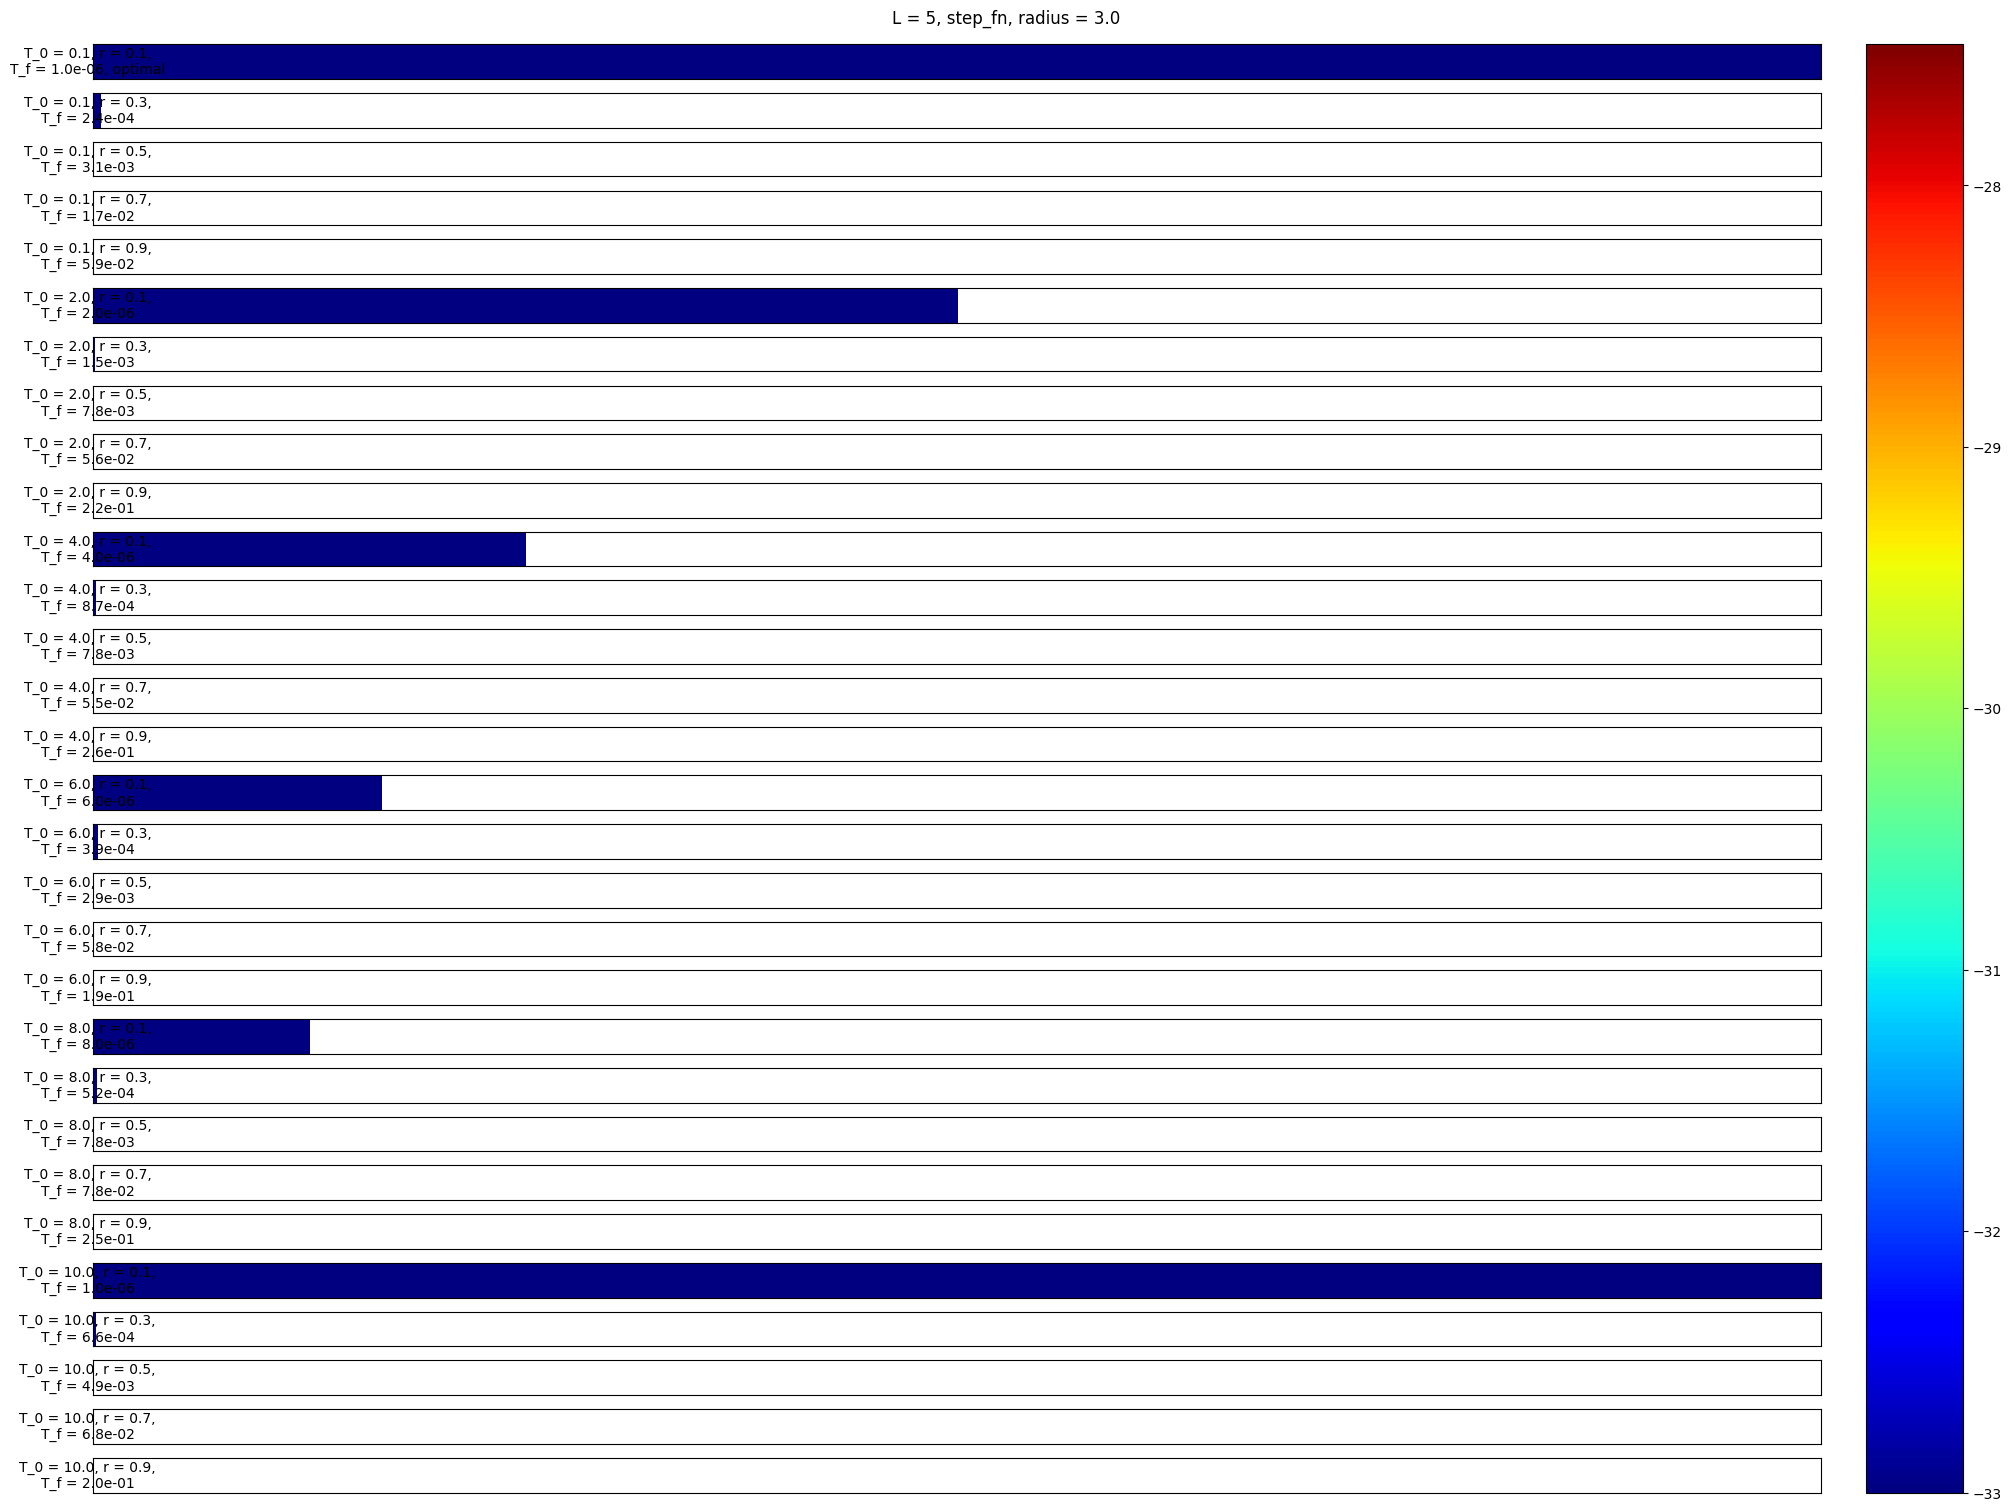 L = 5, step_fn, radius = 3.0
T_0 = 0.1, r = 0.1,
T_f = 1.0e-06, optimal
T_0 = 0.1, r = 0.3,
T_f = 2.4e-04
T_0 = 0.1, r = 0.5,
T_f = 3.1e-03
T_0 = 0.1, r = 0.7,
T_f = 1.7e-02
T_0 = 0.1, r = 0.9,
T_f = 5.9e-02
T_0 = 2.0, r = 0.1,
T_f = 2.0e-06
T_0 = 2.0, r = 0.3,
T_f = 1.5e-03
T_0 = 2.0, r = 0.5,
T_f = 7.8e-03
T_0 = 2.0, r = 0.7,
T_f = 5.6e-02
T_0 = 2.0, r = 0.9,
T_f = 2.2e-01
T_0 = 4.0, r = 0.1,
T_f = 4.0e-06
T_0 = 4.0, r = 0.3,
T_f = 8.7e-04
T_0 = 4.0, r = 0.5,
T_f = 7.8e-03
T_0 = 4.0, r = 0.7,
T_f = 5.5e-02
T_0 = 4.0, r = 0.9,
T_f = 2.6e-01
T_0 = 6.0, r = 0.1,
T_f = 6.0e-06
T_0 = 6.0, r = 0.3,
T_f = 3.9e-04
T_0 = 6.0, r = 0.5,
T_f = 2.9e-03
T_0 = 6.0, r = 0.7,
T_f = 5.8e-02
T_0 = 6.0, r = 0.9,
T_f = 1.9e-01
T_0 = 8.0, r = 0.1,
T_f = 8.0e-06
T_0 = 8.0, r = 0.3,
T_f = 5.2e-04
T_0 = 8.0, r = 0.5,
T_f = 7.8e-03
T_0 = 8.0, r = 0.7,
T_f = 7.8e-02
T_0 = 8.0, r = 0.9,
T_f = 2.5e-01
T_0 = 10.0, r = 0.1,
T_f = 1.0e-06
T_0 = 10.0, r = 0.3,
T_f = 6.6e-04
T_0 = 10.0, r = 0.5,
T_f = 4.9e-03
T_0 = 10.0, r = 0.7,
T_f = 6.8e-02
T_0 = 10.0, r = 0.9,
T_f = 2.0e-01
−28
−29
−30
−31
−32
−33